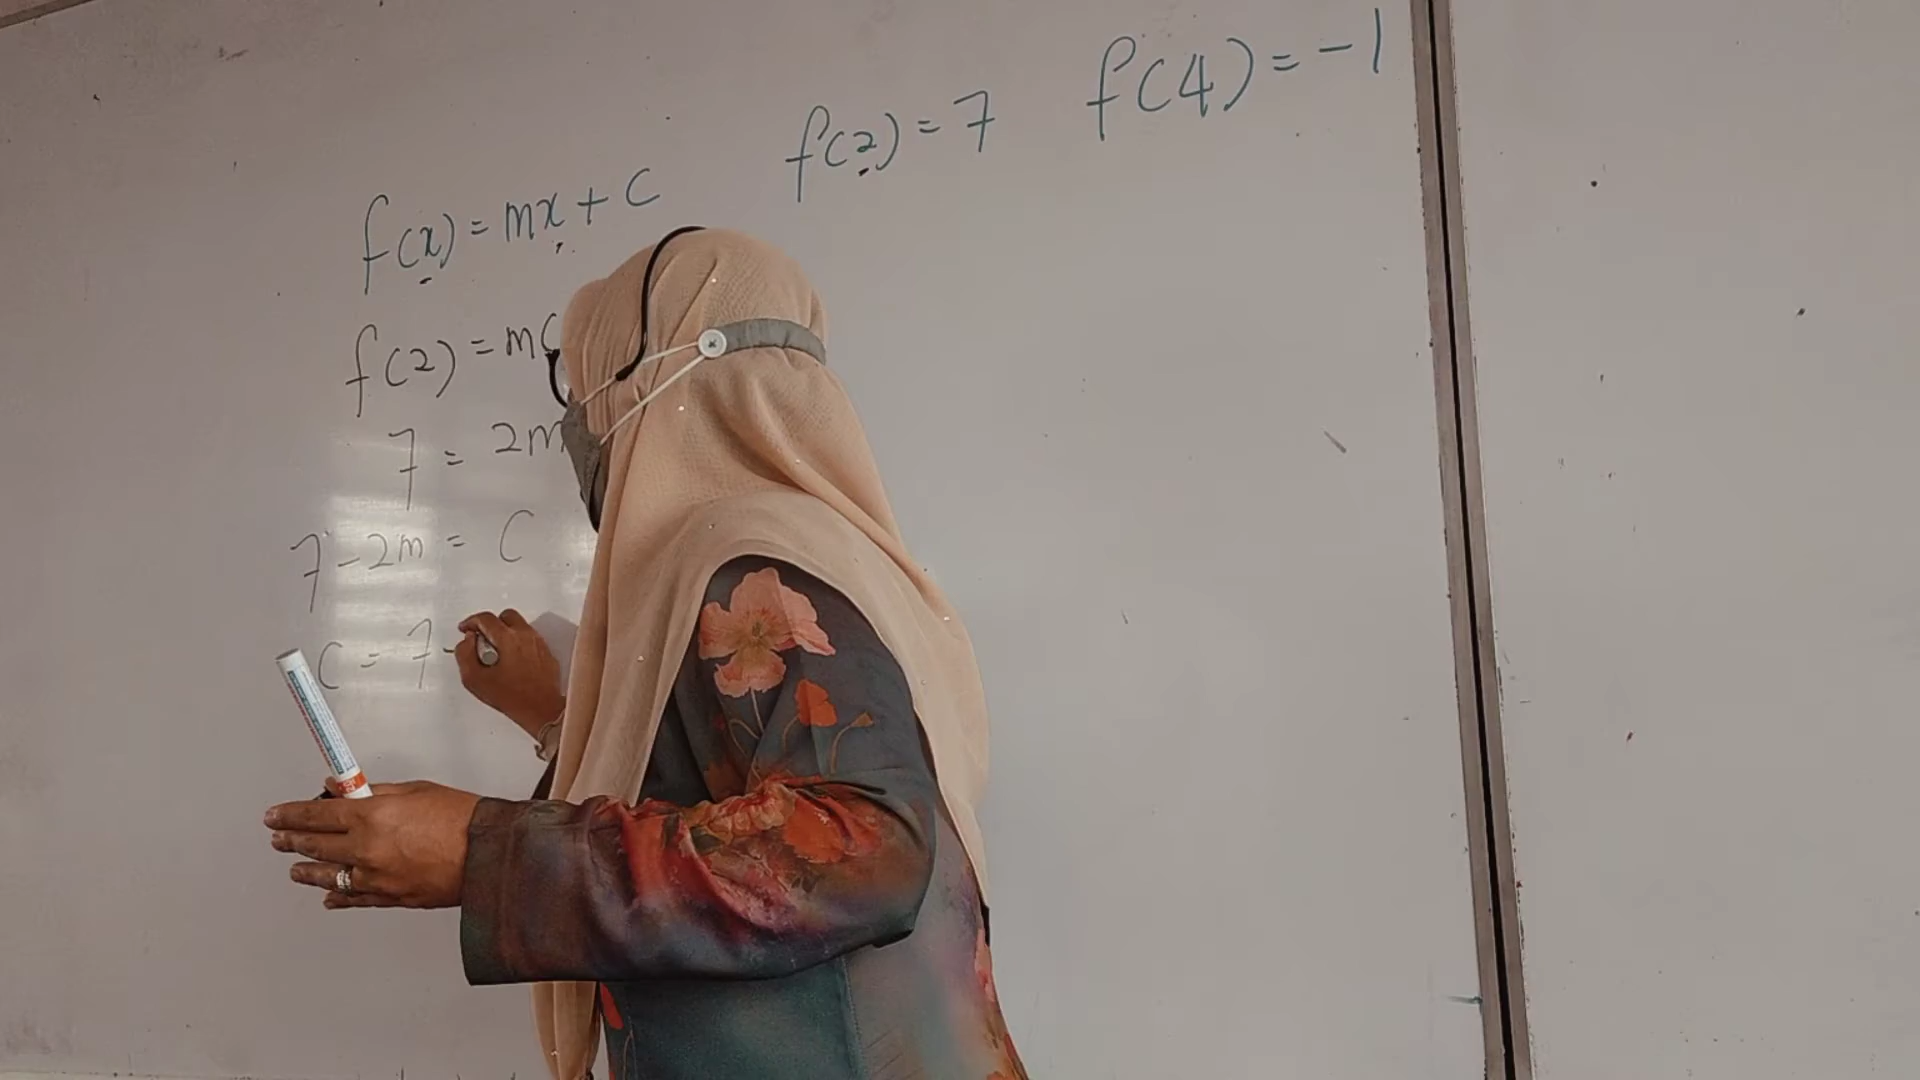 f(x) = mx + c
f(2) = 7
f(4) = -1
f(2) = m(
7 = 2m
7 - 2m = C
C = 7 -